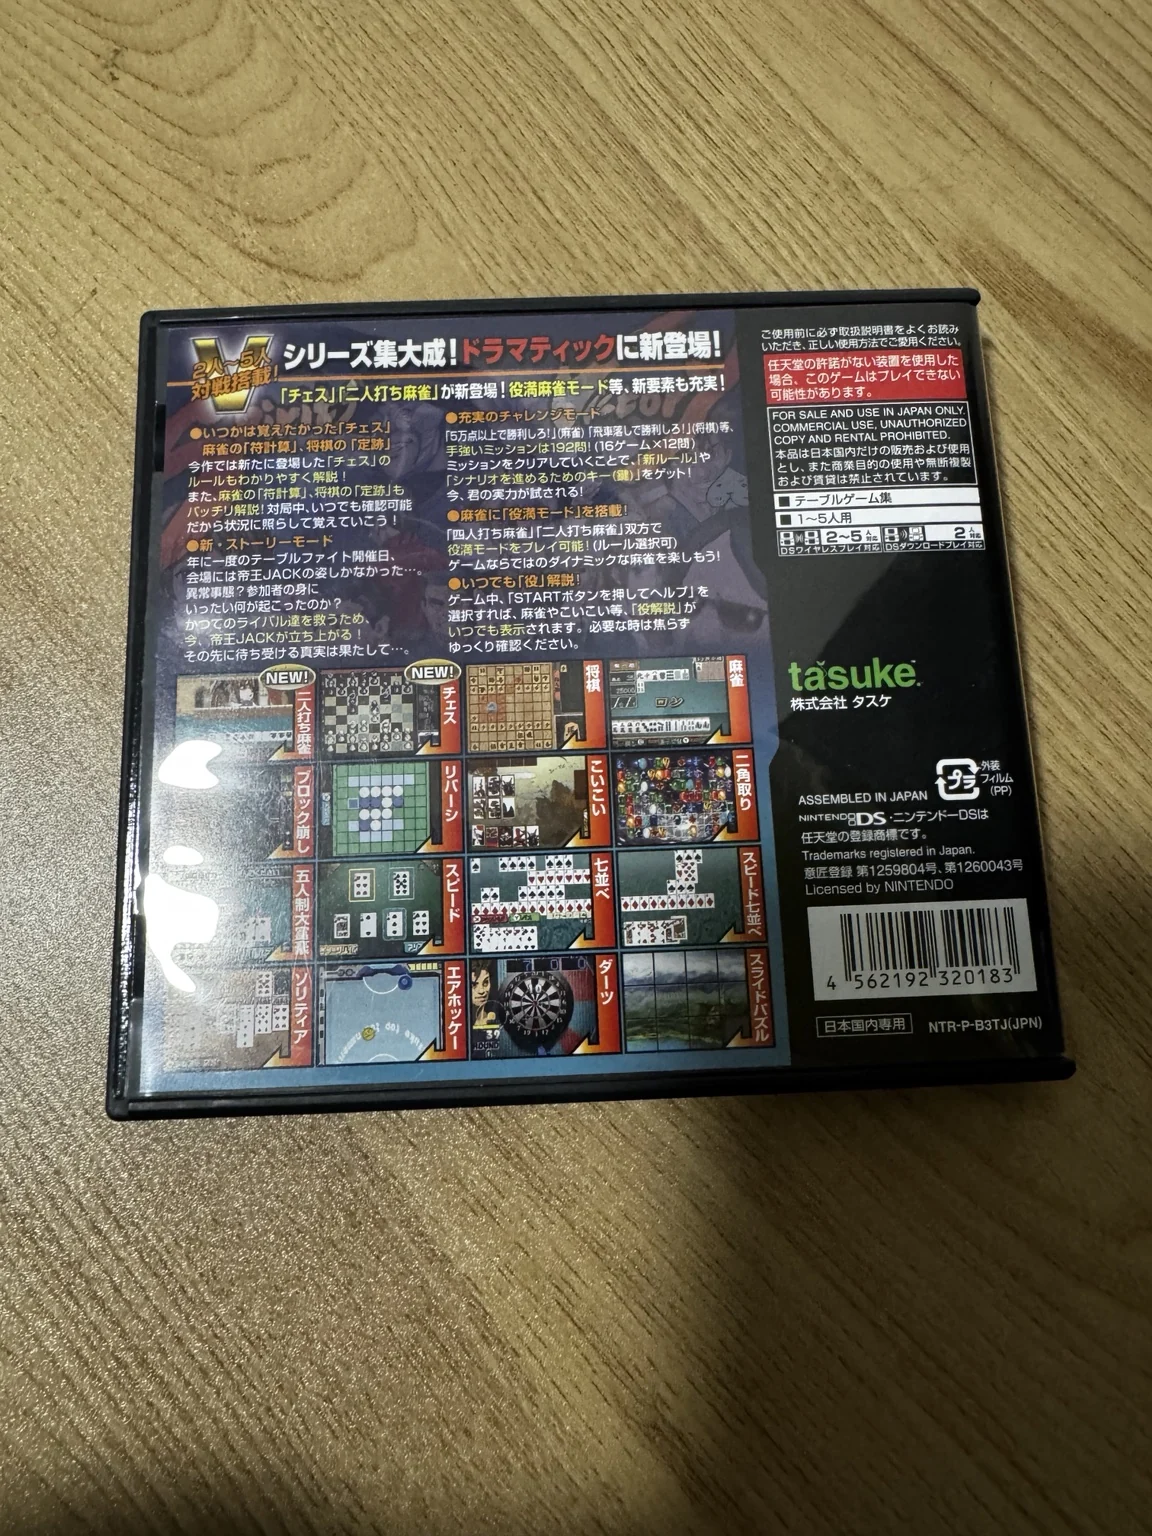 V
2人～5人
対戦搭載!
シリーズ集大成!ドラマティックに新登場!
「チェス」「二人打ち麻雀」が新登場!役満麻雀モード等、新要素も充実!
●いつかは覚えたかった「チェス」
麻雀の「符計算」、将棋の「定跡」
今作では新たに登場した「チェス」の
ルールもわかりやすく解説!
また、麻雀の「符計算」、将棋の「定跡」も
バッチリ解説!対局中、いつでも確認可能
だから状況に照らして覚えていこう!
●新・ストーリーモード
年に一度のテーブルファイト開催日、
会場には帝王JACKの姿しかなかった…。
異常事態?参加者の身に
いったい何が起こったのか?
かつてのライバル達を救うため、
今、帝王JACKが立ち上がる!
その先に待ち受ける真実は果たして…。
●充実のチャレンジモード
「5万点以上で勝利しろ!」(麻雀)「飛車落しで勝利しろ!」(将棋)等、
手強いミッションは192問!(16ゲーム×12問)
ミッションをクリアしていくことで、「新ルール」や
「シナリオを進めるためのキー(鍵)」をゲット!
今、君の実力が試される!
●麻雀に「役満モード」を搭載!
「四人打ち麻雀」「二人打ち麻雀」双方で
役満モードをプレイ可能!(ルール選択可)
ゲームならではのダイナミックな麻雀を楽しもう!
●いつでも「役」解説!
ゲーム中、「STARTボタンを押してヘルプ」を
選択すれば、麻雀やこいこい等、「役解説」が
いつでも表示されます。必要な時は焦らず
ゆっくり確認ください。
NEW!
二人打ち麻雀
NEW!
チェス
将棋
ロン
麻雀
ブロック崩し
リバーシ
こいこい
二角取り
五人制大富豪
スピード
七並べ
スピード七並べ
ソリティア
エアホッケー
ダーツ
スライドパズル
ご使用前に必ず取扱説明書をよくお読み
いただき、正しい使用方法でご愛用ください。
任天堂の許諾がない装置を使用した
場合、このゲームはプレイできない
可能性があります。
FOR SALE AND USE IN JAPAN ONLY.
COMMERCIAL USE, UNAUTHORIZED
COPY AND RENTAL PROHIBITED.
本品は日本国内だけの販売および使用
とし、また商業目的の使用や無断複製
および賃貸は禁止されています。
■テーブルゲーム集
■1～5人用
2～5人対応
DSワイヤレスプレイ対応
2人対応
DSダウンロードプレイ対応
tasuke™
株式会社 タスケ
プラ
外装
フィルム
(PP)
ASSEMBLED IN JAPAN
NINTENDO DS・ニンテンドーDSは
任天堂の登録商標です。
Trademarks registered in Japan.
意匠登録 第1259804号、第1260043号
Licensed by NINTENDO
4 562192 320183
日本国内専用
NTR-P-B3TJ(JPN)